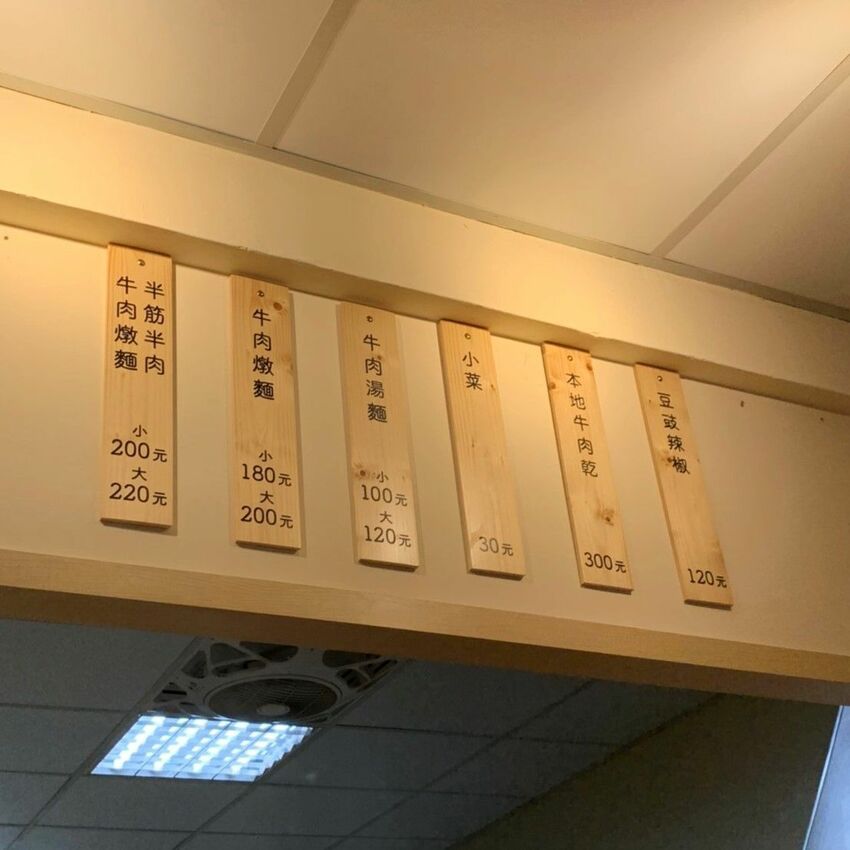 半筋半肉
牛肉燉麵
小
200元
大
220元
牛肉燉麵
小
180元
大
200元
牛肉湯麵
小
100元
大
120元
小菜
30元
本地牛肉乾
300元
豆豉辣椒
120元